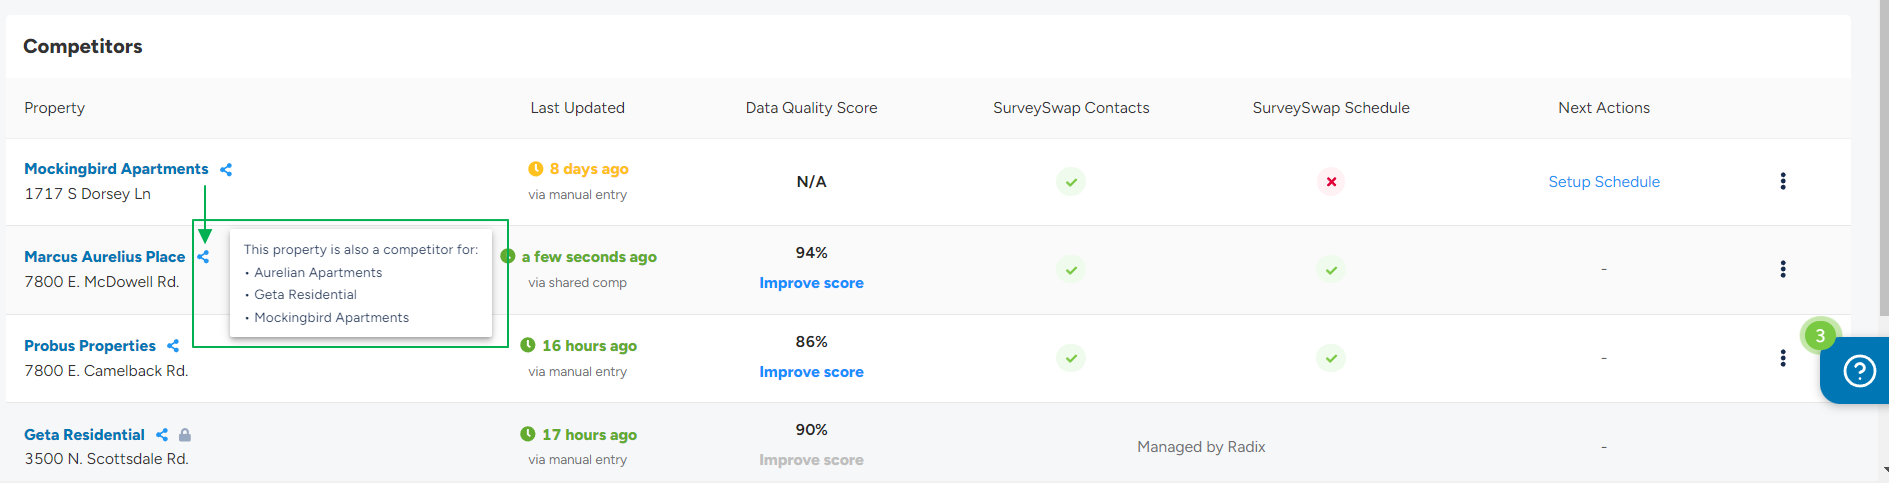 Competitors
Property Last Updated Data Quality Score SurveySwap Contacts SurveySwap Schedule Next Actions
Mockingbird Apartments 8 days ago N/A Setup Schedule
1717 S Dorsey Ln via manual entry
Marcus Aurelius Place a few seconds ago 94% -
7800 E. McDowell Rd. via shared comp Improve score
This property is also a competitor for:
• Aurelian Apartments
• Geta Residential
• Mockingbird Apartments
Probus Properties 16 hours ago 86% -
7800 E. Camelback Rd. via manual entry Improve score
3
?
Geta Residential 17 hours ago 90% Managed by Radix -
3500 N. Scottsdale Rd. via manual entry Improve score